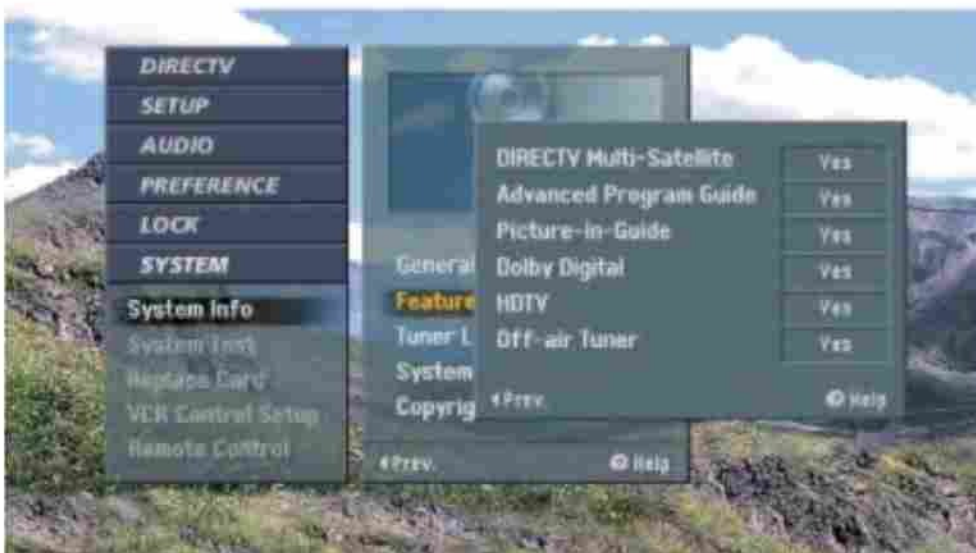 DIRECTV
SETUP
AUDIO
PREFERENCE
LOCK
SYSTEM
System Info
System Test
Replace Card
VCR Control Setup
Remote Control
General
Feature
Tuner L
System
Copyrig
Prev.
Help
DIRECTV Multi-Satellite Yes
Advanced Program Guide Yes
Picture-in-Guide Yes
Dolby Digital Yes
HDTV Yes
Off-air Tuner Yes
Prev.
Help